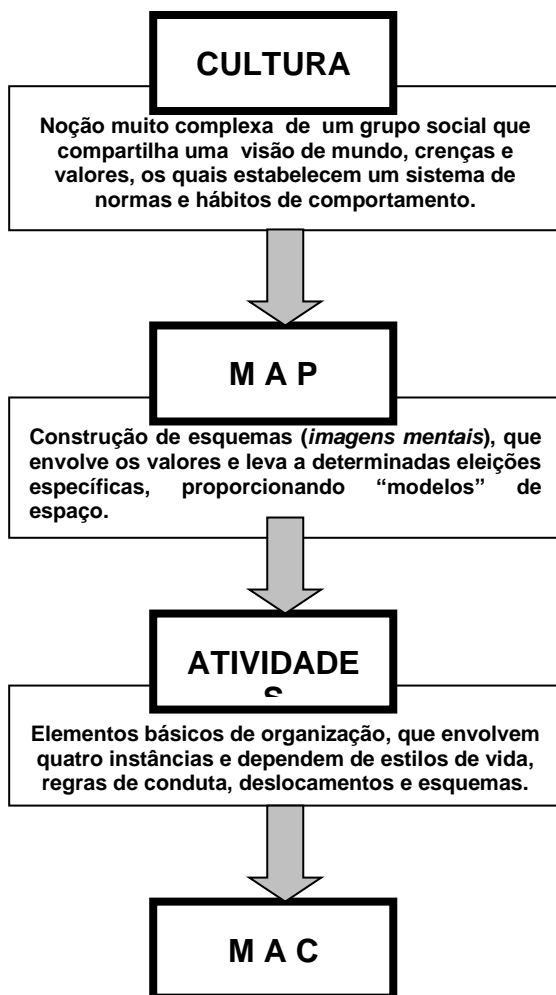 CULTURA
Noção muito complexa de um grupo social que
compartilha uma visão de mundo, crenças e
valores, os quais estabelecem um sistema de
normas e hábitos de comportamento.
M A P
Construção de esquemas (imagens mentais), que
envolve os valores e leva a determinadas eleições
específicas, proporcionando “modelos” de
espaço.
ATIVIDADE
S
Elementos básicos de organização, que envolvem
quatro instâncias e dependem de estilos de vida,
regras de conduta, deslocamentos e esquemas.
M A C